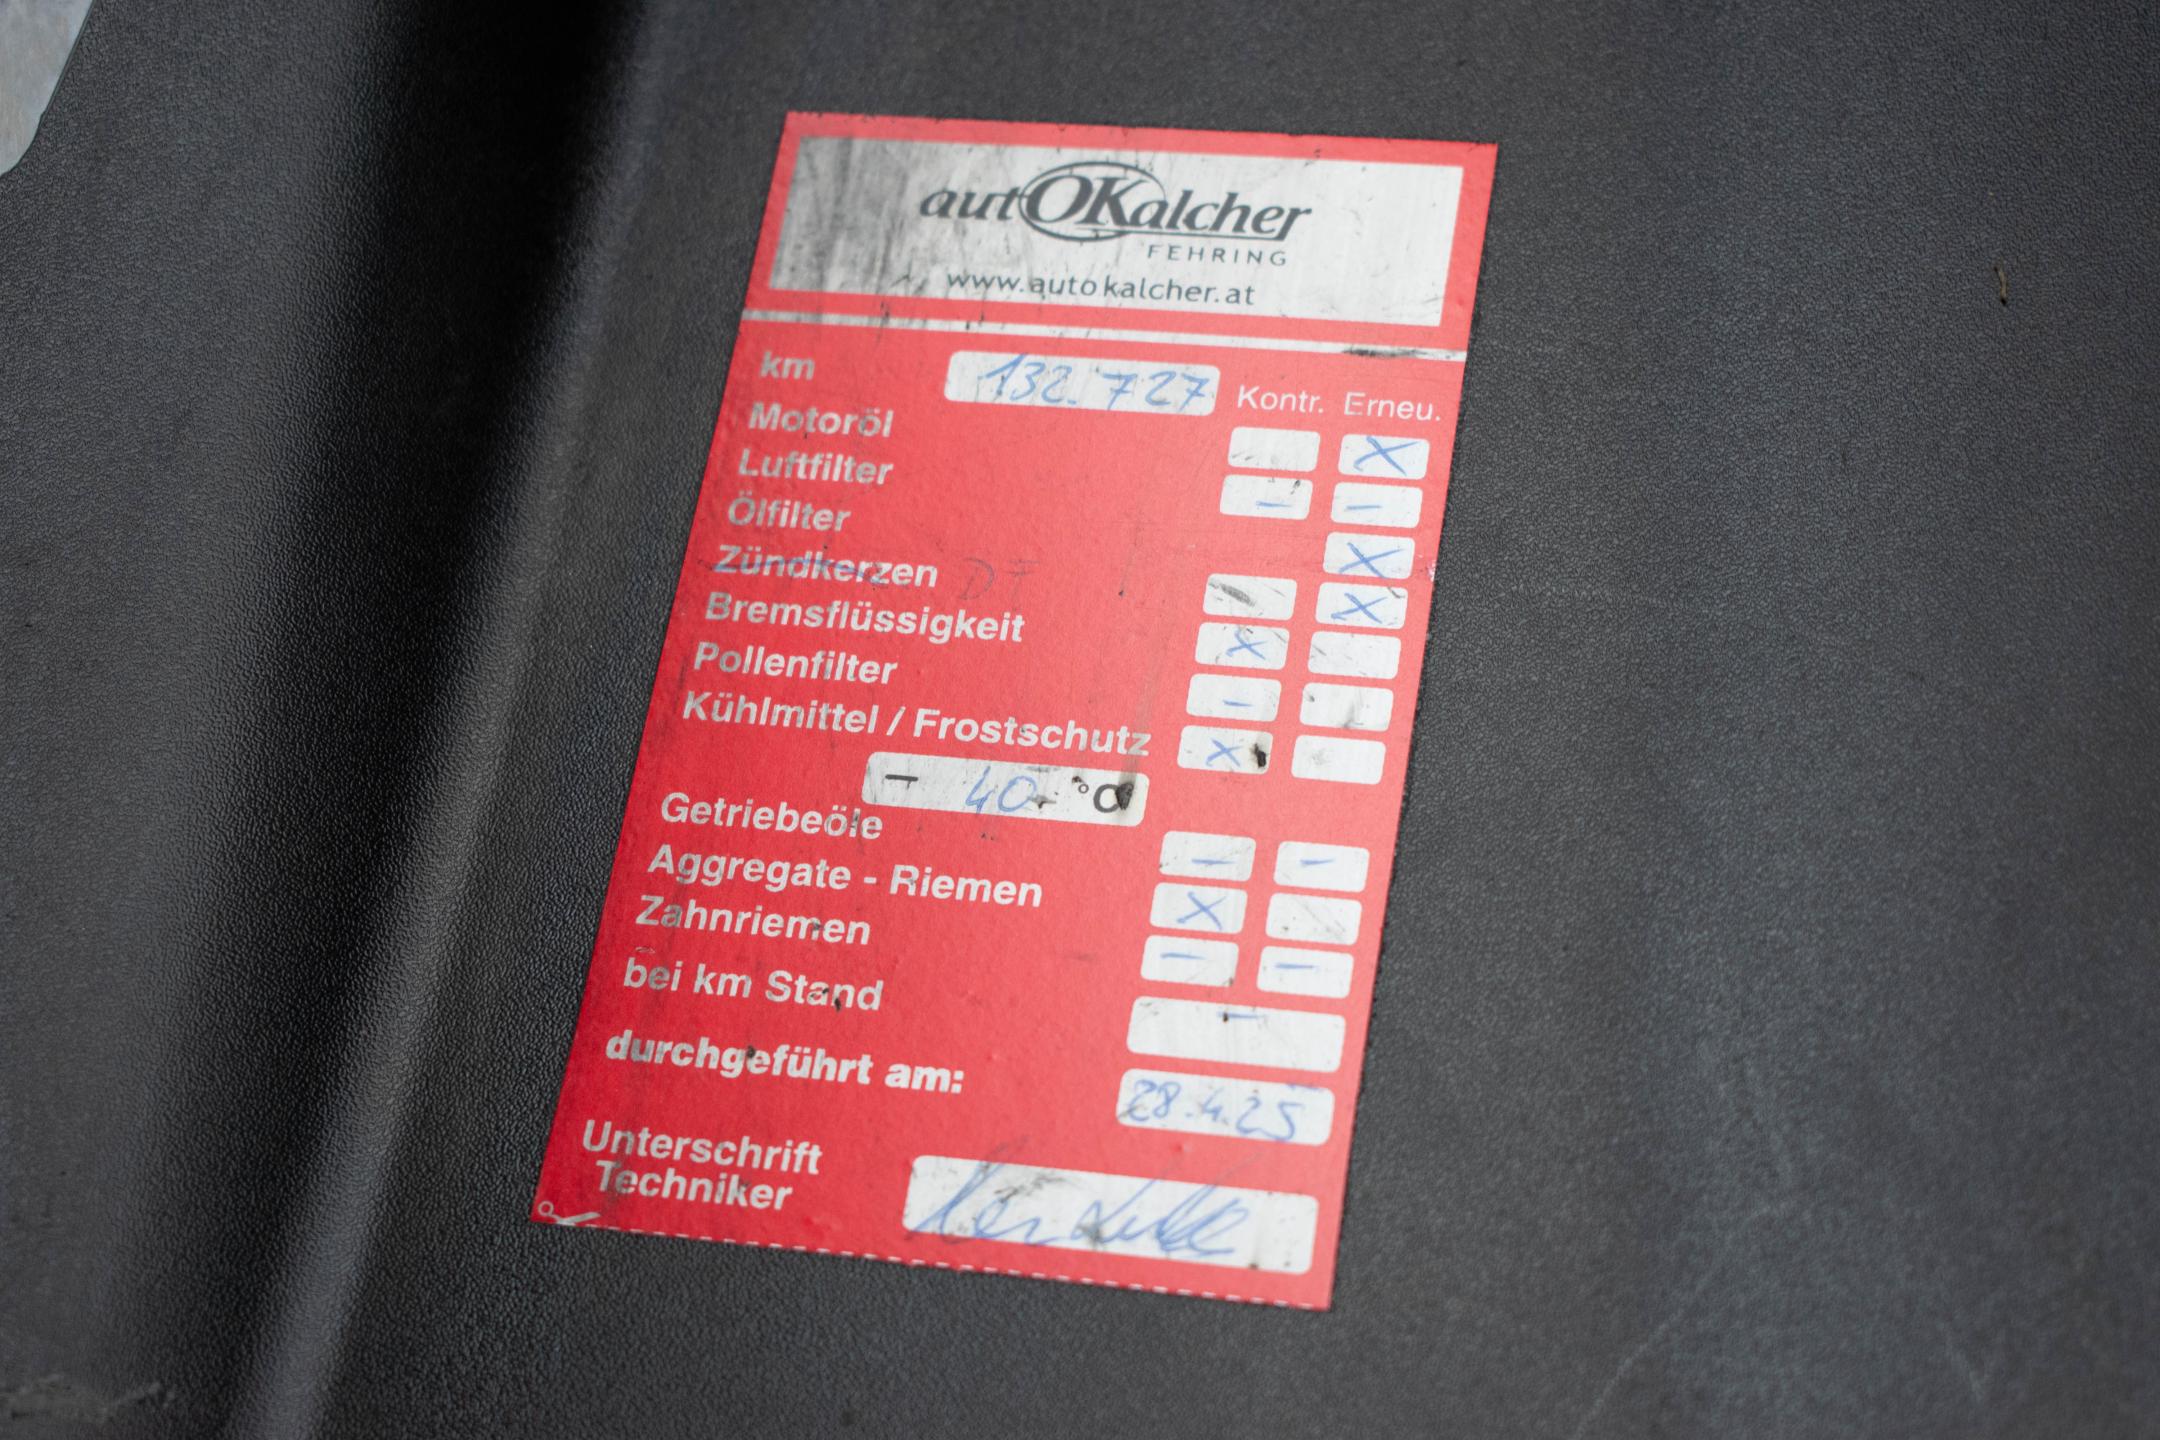 autOKalcher
FEHRING
www.autokalcher.at
km 132.727 Kontr. Erneu.
Motoröl X
Luftfilter - -
Ölfilter X
Zündkerzen DF X
Bremsflüssigkeit X
Pollenfilter -
Kühlmittel / Frostschutz X
- 40 °C
Getriebeöle - -
Aggregate - Riemen X
Zahnriemen - -
bei km Stand -
durchgeführt am: 28.4.25
Unterschrift
Techniker